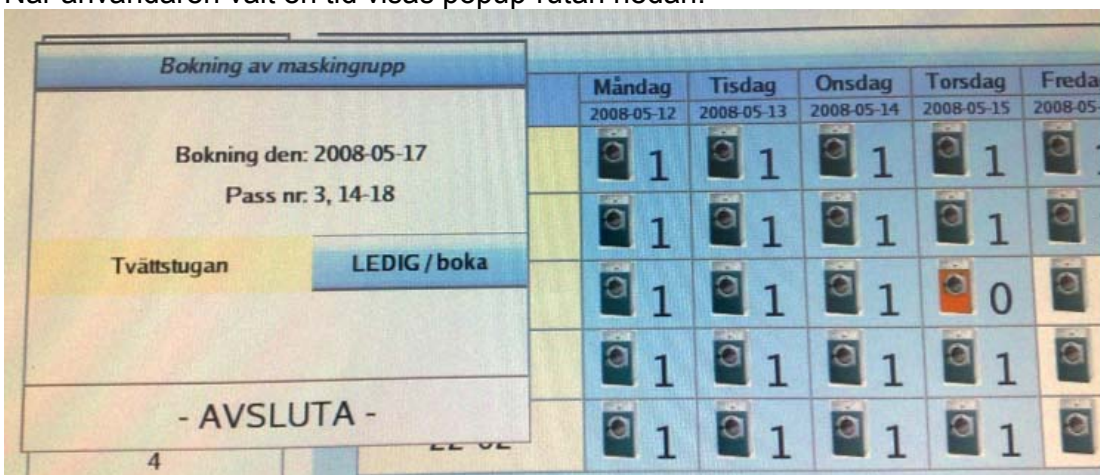 Bokning av maskingrupp
Bokning den: 2008-05-17
Pass nr: 3, 14-18
Tvättstugan LEDIG / boka
- AVSLUTA -
4
Måndag Tisdag Onsdag Torsdag
2008-05-12 2008-05-13 2008-05-14 2008-05-15
1 1 1 1
1 1 1 1
1 1 1 0
1 1 1 1
1 1 1 1